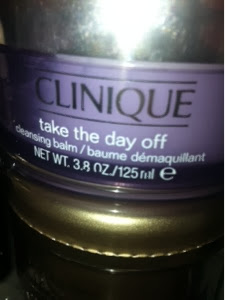 CLINIQUE
take the day off
cleansing balm / baume démaquillant
NET WT. 3.8 OZ./125 ml ℮